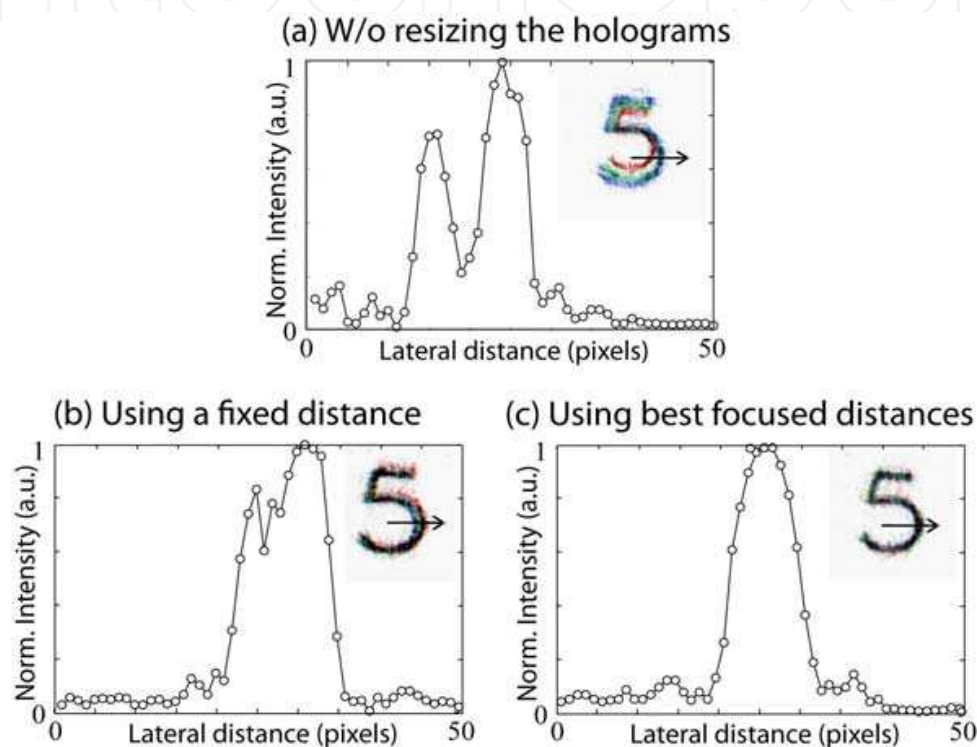 (a) W/o resizing the holograms
1
Norm. Intensity (a.u.)
5
0
0
Lateral distance (pixels)
50
(b) Using a fixed distance
1
Norm. Intensity (a.u.)
5
0
0
Lateral distance (pixels)
50
(c) Using best focused distances
1
Norm. Intensity (a.u.)
5
0
0
Lateral distance (pixels)
50